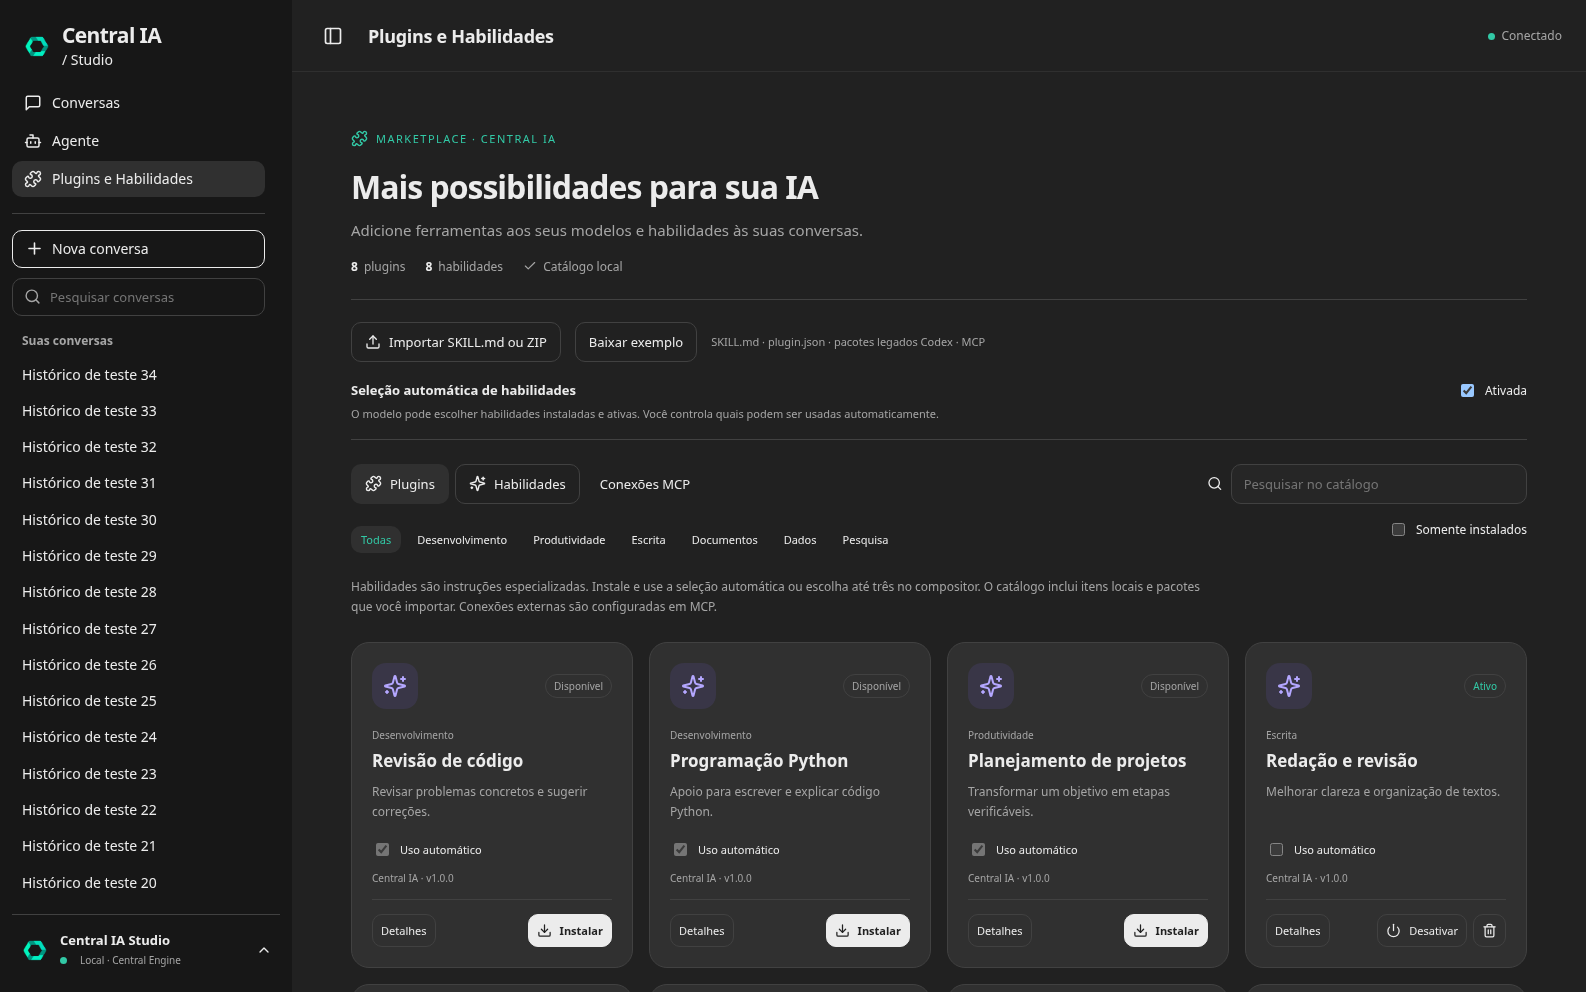 Central IA
/ Studio
Conversas
Agente
Plugins e Habilidades
Nova conversa
Pesquisar conversas
Suas conversas
Histórico de teste 34
Histórico de teste 33
Histórico de teste 32
Histórico de teste 31
Histórico de teste 30
Histórico de teste 29
Histórico de teste 28
Histórico de teste 27
Histórico de teste 26
Histórico de teste 25
Histórico de teste 24
Histórico de teste 23
Histórico de teste 22
Histórico de teste 21
Histórico de teste 20
Central IA Studio
Local · Central Engine
Plugins e Habilidades
Conectado
MARKETPLACE · CENTRAL IA
Mais possibilidades para sua IA
Adicione ferramentas aos seus modelos e habilidades às suas conversas.
8 plugins 8 habilidades Catálogo local
Importar SKILL.md ou ZIP
Baixar exemplo
SKILL.md · plugin.json · pacotes legados Codex · MCP
Seleção automática de habilidades
Ativada
O modelo pode escolher habilidades instaladas e ativas. Você controla quais podem ser usadas automaticamente.
Plugins
Habilidades
Conexões MCP
Pesquisar no catálogo
Todas
Desenvolvimento
Produtividade
Escrita
Documentos
Dados
Pesquisa
Somente instalados
Habilidades são instruções especializadas. Instale e use a seleção automática ou escolha até três no compositor. O catálogo inclui itens locais e pacotes
que você importar. Conexões externas são configuradas em MCP.
Disponível
Desenvolvimento
Revisão de código
Revisar problemas concretos e sugerir
correções.
Uso automático
Central IA · v1.0.0
Detalhes
Instalar
Disponível
Desenvolvimento
Programação Python
Apoio para escrever e explicar código
Python.
Uso automático
Central IA · v1.0.0
Detalhes
Instalar
Disponível
Produtividade
Planejamento de projetos
Transformar um objetivo em etapas
verificáveis.
Uso automático
Central IA · v1.0.0
Detalhes
Instalar
Ativo
Escrita
Redação e revisão
Melhorar clareza e organização de textos.
Uso automático
Central IA · v1.0.0
Detalhes
Desativar